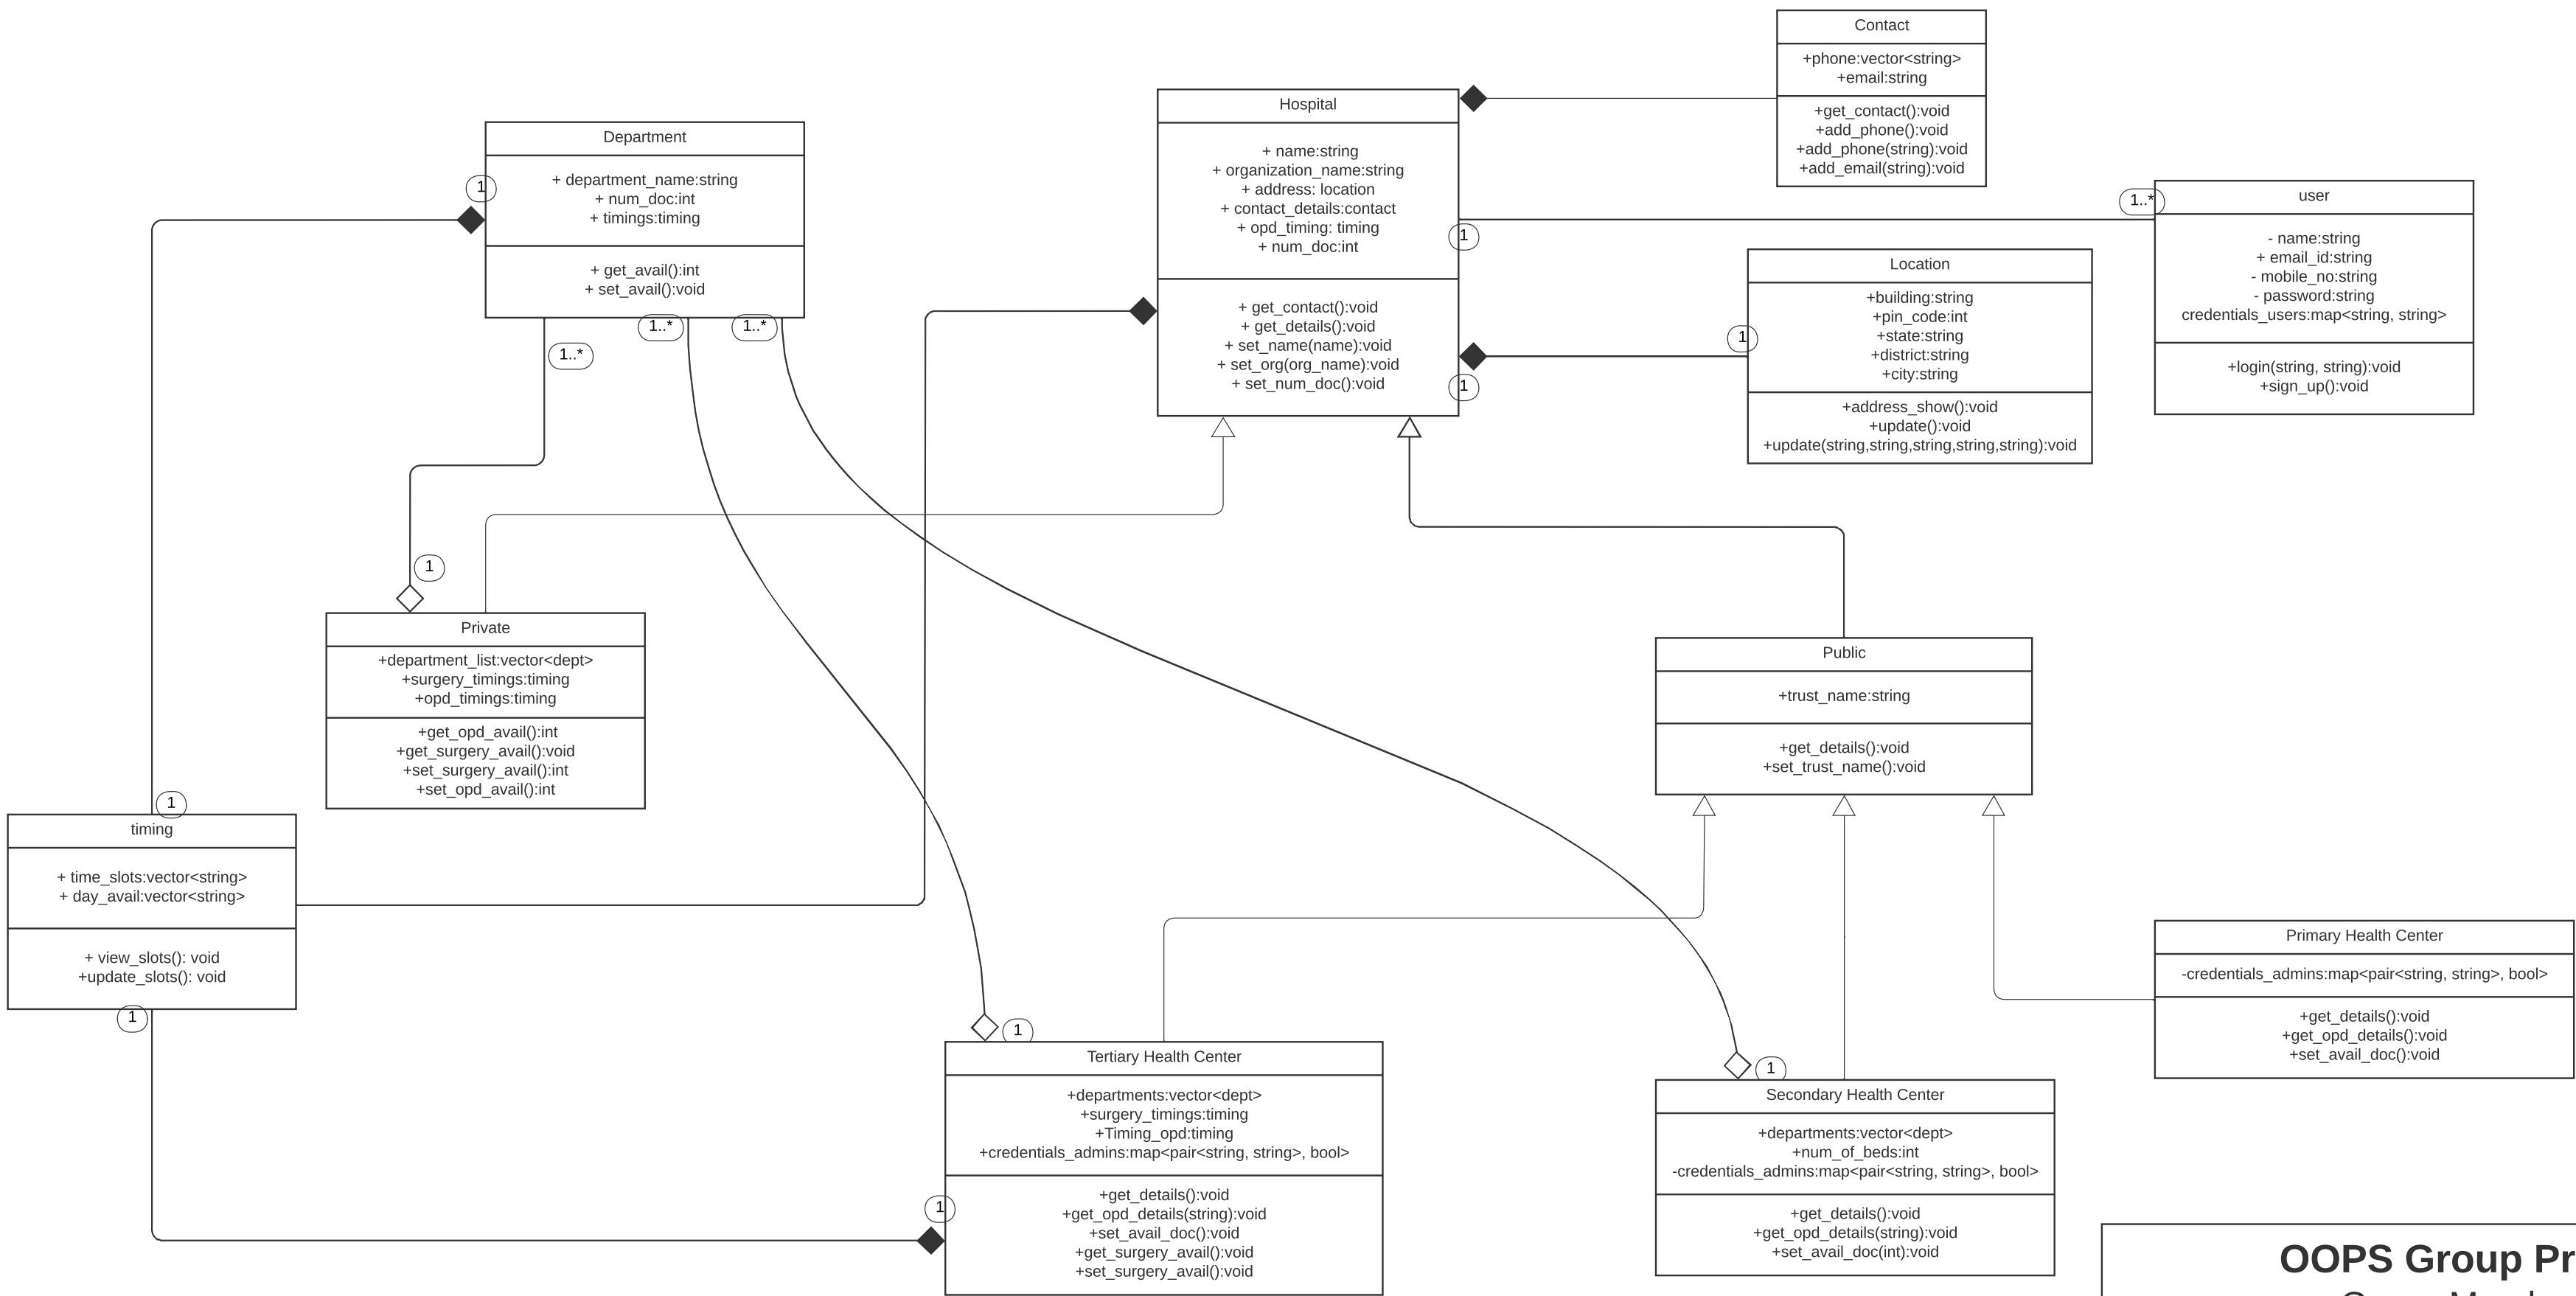 Contact
+phone:vector<string>
+email:string
+get_contact():void
+add_phone():void
+add_phone(string):void
+add_email(string):void
Hospital
+ name:string
+ organization_name:string
+ address: location
+ contact_details:contact
+ opd_timing: timing
+ num_doc:int
+ get_contact():void
+ get_details():void
+ set_name(name):void
+ set_org(org_name):void
+ set_num_doc():void
1
1
Department
+ department_name:string
+ num_doc:int
+ timings:timing
+ get_avail():int
+ set_avail():void
1
1..*
1..*
1..*
user
- name:string
+ email_id:string
- mobile_no:string
- password:string
credentials_users:map<string, string>
+login(string, string):void
+sign_up():void
1..*
Location
+building:string
+pin_code:int
+state:string
+district:string
+city:string
+address_show():void
+update():void
+update(string,string,string,string,string):void
1
1
Private
+department_list:vector<dept>
+surgery_timings:timing
+opd_timings:timing
+get_opd_avail():int
+get_surgery_avail():void
+set_surgery_avail():int
+set_opd_avail():int
Public
+trust_name:string
+get_details():void
+set_trust_name():void
1
timing
+ time_slots:vector<string>
+ day_avail:vector<string>
+ view_slots(): void
+update_slots(): void
1
Primary Health Center
-credentials_admins:map<pair<string, string>, bool>
+get_details():void
+get_opd_details():void
+set_avail_doc():void
1
Tertiary Health Center
+departments:vector<dept>
+surgery_timings:timing
+Timing_opd:timing
+credentials_admins:map<pair<string, string>, bool>
+get_details():void
+get_opd_details(string):void
+set_avail_doc():void
+get_surgery_avail():void
+set_surgery_avail():void
1
1
Secondary Health Center
+departments:vector<dept>
+num_of_beds:int
-credentials_admins:map<pair<string, string>, bool>
+get_details():void
+get_opd_details(string):void
+set_avail_doc(int):void
OOPS Group Pr